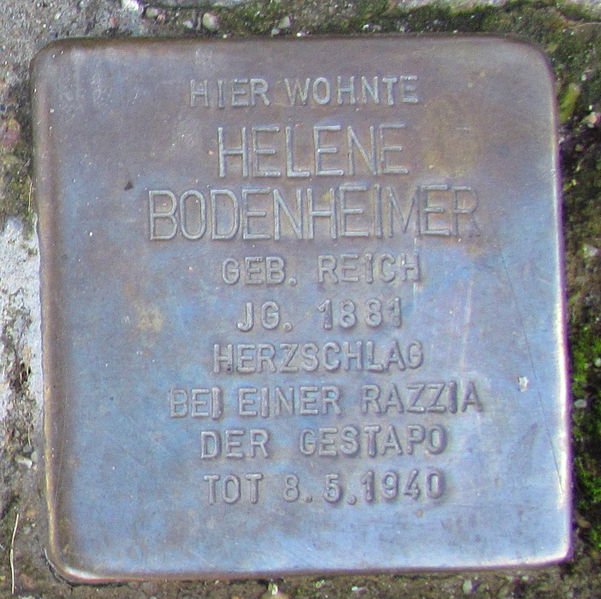 HIER WOHNTE
HELENE
BODENHEIMER
GEB. REICH
JG. 1881
HERZSCHLAG
BEI EINER RAZZIA
DER GESTAPO
TOT 8.5.1940